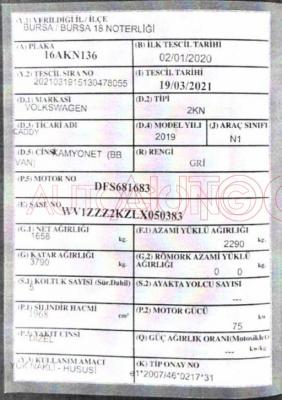 (Y.1) VERİLDİĞİ İL / İLÇE
BURSA / BURSA 18 NOTERLİĞİ
(A) PLAKA (B) İLK TESCİL TARİHİ
16AKN136 02/01/2020
(Y.2) TESCİL SIRA NO (I) TESCİL TARİHİ
2021031915130478055 19/03/2021
(D.1) MARKASI (D.2) TİPİ
VOLKSWAGEN 2KN
(D.3) TİCARİ ADI (D.4) MODEL YILI (J) ARAÇ SINIFI
CADDY 2019 N1
(D.5) CİNSİ KAMYONET (BB VAN) (R) RENGİ
GRİ
(P.5) MOTOR NO
DFS681683
(E) ŞASE NO
WV1ZZZ2KZLX050383
(G.1) NET AĞIRLIĞI (F.1) AZAMİ YÜKLÜ AĞIRLIĞI
1658 kg. 2290 kg.
(G) KATAR AĞIRLIĞI (G.2) RÖMORK AZAMİ YÜKLÜ AĞIRLIĞI
3790 kg. 0 0 kg.
(S.1) KOLTUK SAYISI (Sür.Dahil) (S.2) AYAKTA YOLCU SAYISI
5 ---
(P.1) SİLİNDİR HACMİ (P.2) MOTOR GÜCÜ
1968 cm³ 75 kw
(P.3) YAKIT CİNSİ (Q) GÜÇ AĞIRLIK ORANI(Motosiklet)
DİZEL --- kw/kg
(Y.3) KULLANIM AMACI (K) TİP ONAY NO
YÜK NAKLİ - HUSUSİ e1*2007/46*0217*31